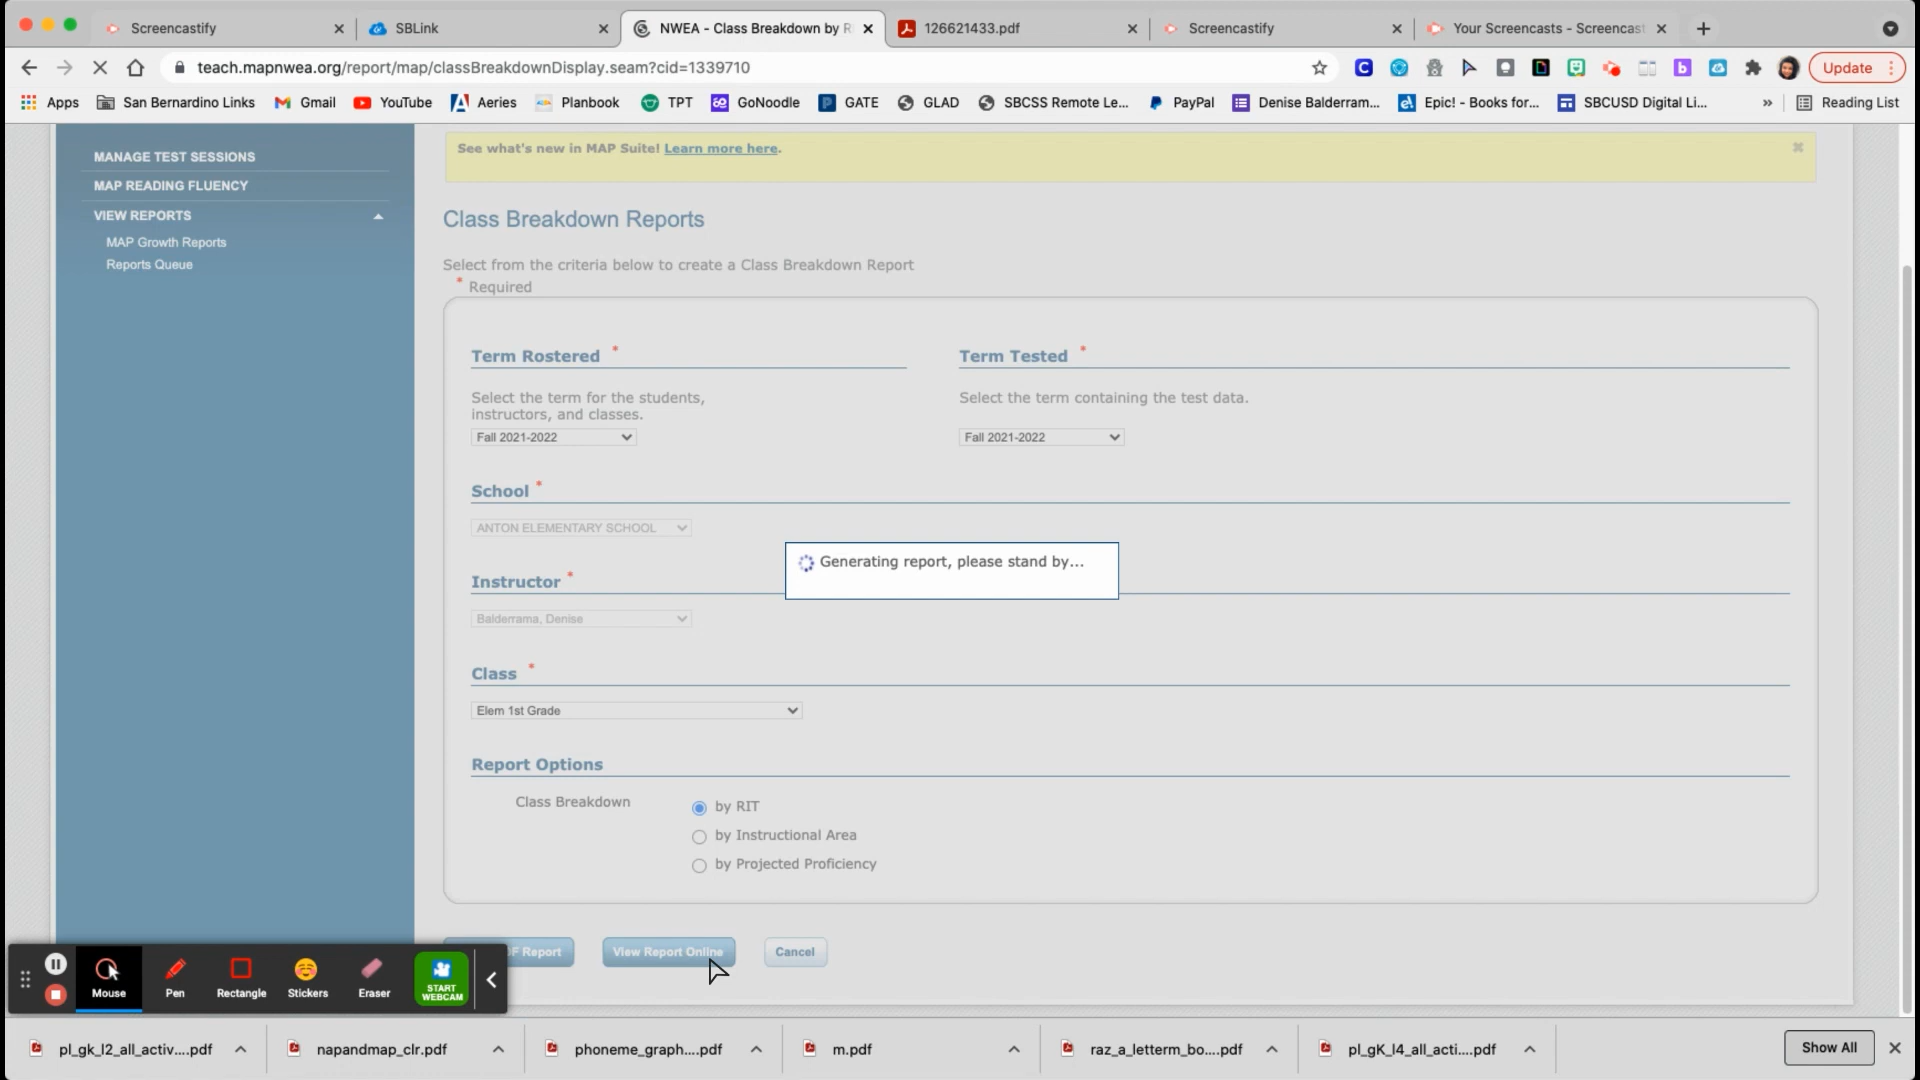 Screencastify
SBLink
NWEA - Class Breakdown by R
126621433.pdf
Screencastify
Your Screencasts - Screencast
teach.mapnwea.org/report/map/classBreakdownDisplay.seam?cid=1339710
Update
Apps
San Bernardino Links
Gmail
YouTube
Aeries
Planbook
TPT
GoNoodle
GATE
GLAD
SBCSS Remote Le...
PayPal
Denise Balderram...
Epic! - Books for...
SBCUSD Digital Li...
»
Reading List
MANAGE TEST SESSIONS
MAP READING FLUENCY
VIEW REPORTS
MAP Growth Reports
Reports Queue
See what's new in MAP Suite! Learn more here.
Class Breakdown Reports
Select from the criteria below to create a Class Breakdown Report
* Required
Term Rostered *
Select the term for the students,
instructors, and classes.
Fall 2021-2022
Term Tested *
Select the term containing the test data.
Fall 2021-2022
School *
ANTON ELEMENTARY SCHOOL
Generating report, please stand by...
Instructor *
Balderrama, Denise
Class *
Elem 1st Grade
Report Options
Class Breakdown
by RIT
by Instructional Area
by Projected Proficiency
F Report
View Report Online
Cancel
Mouse
Pen
Rectangle
Stickers
Eraser
START
WEBCAM
pl_gk_l2_all_activ....pdf
napandmap_clr.pdf
phoneme_graph....pdf
m.pdf
raz_a_letterm_bo....pdf
pl_gK_l4_all_acti....pdf
Show All